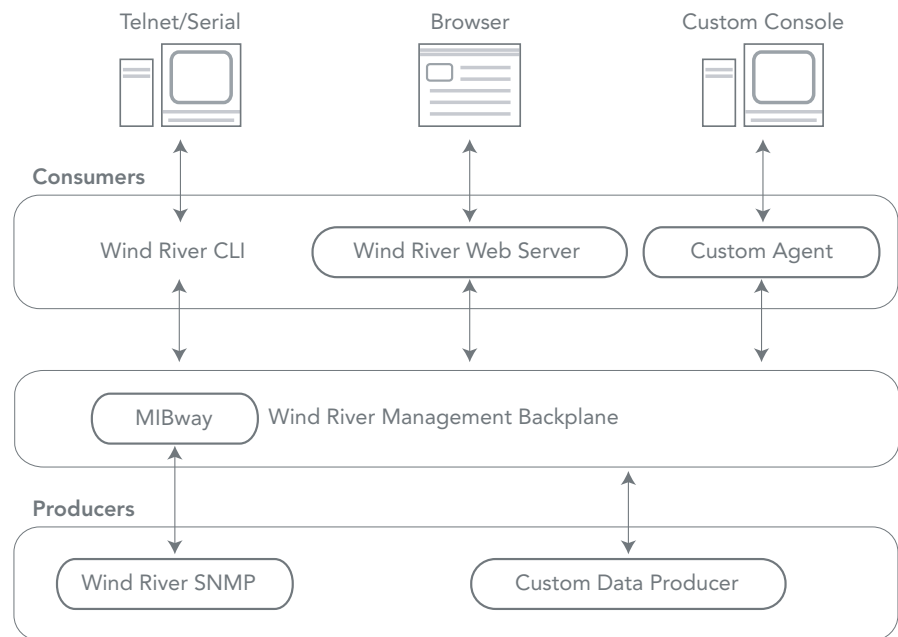 Telnet/Serial
Browser
Custom Console
Consumers
Wind River CLI
Wind River Web Server
Custom Agent
MIBway
Wind River Management Backplane
Producers
Wind River SNMP
Custom Data Producer